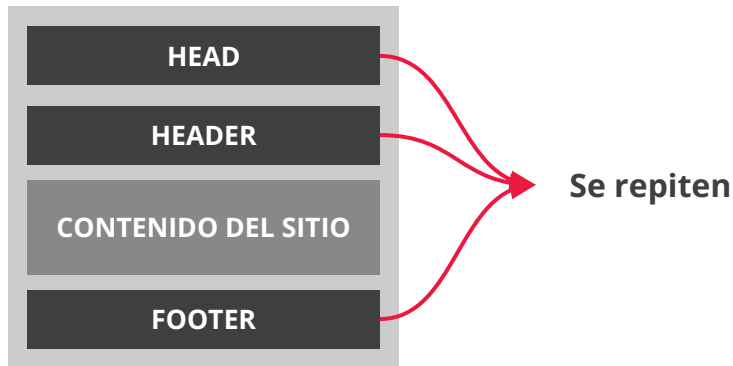 HEAD
HEADER
CONTENIDO DEL SITIO
FOOTER
Se repiten